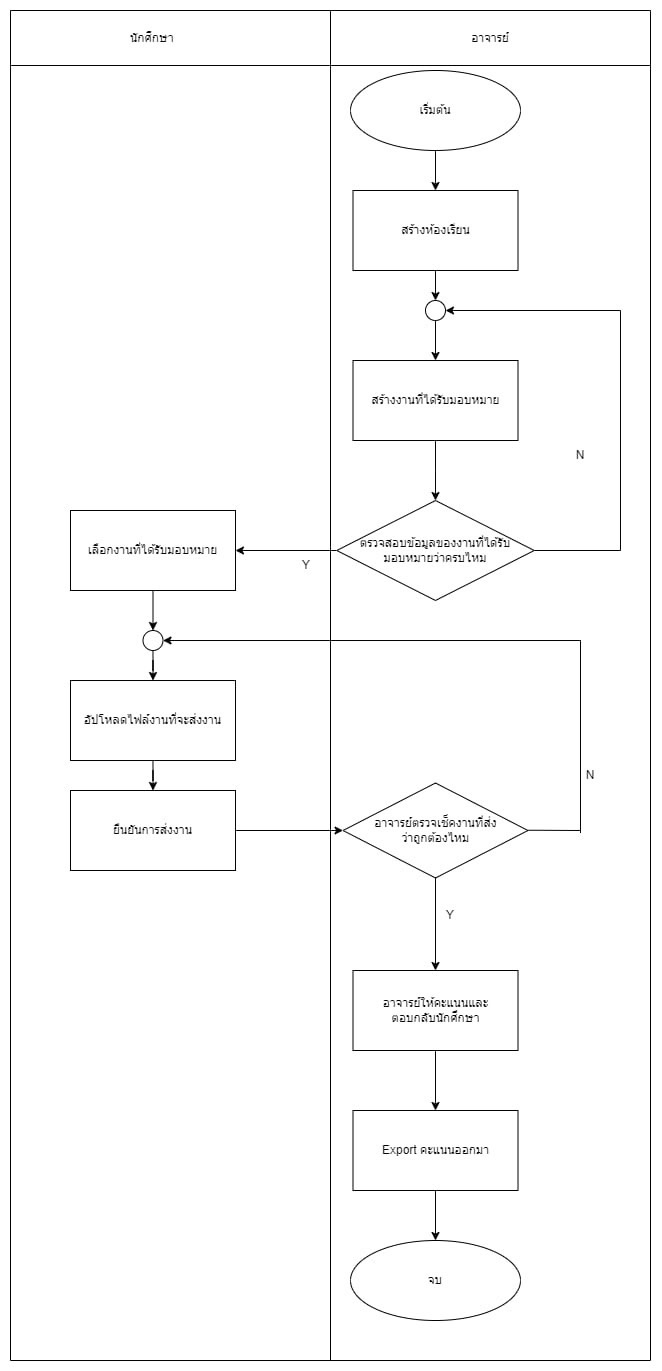 นักศึกษา
อาจารย์
เริ่มต้น
สร้างห้องเรียน
สร้างงานที่ได้รับมอบหมาย
N
ตรวจสอบข้อมูลของงานที่ได้รับ
มอบหมายว่าครบไหม
Y
เลือกงานที่ได้รับมอบหมาย
อัปโหลดไฟล์งานที่จะส่งงาน
N
ยืนยันการส่งงาน
อาจารย์ตรวจเช็คงานที่ส่ง
ว่าถูกต้องไหม
Y
อาจารย์ให้คะแนนและ
ตอบกลับนักศึกษา
Export คะแนนออกมา
จบ